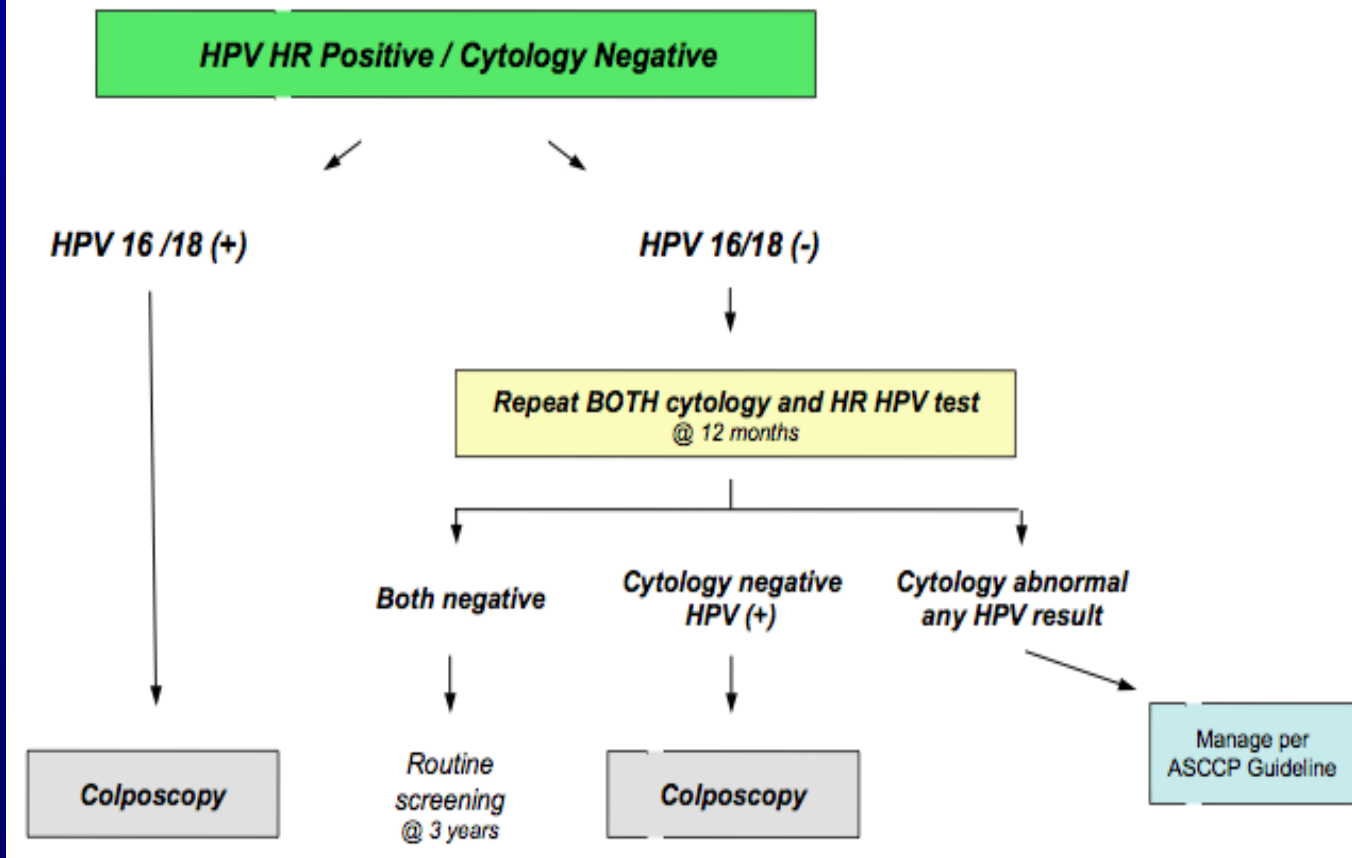 HPV HR Positive / Cytology Negative
HPV 16 /18 (+)
HPV 16/18 (-)
Repeat BOTH cytology and HR HPV test
@ 12 months
Both negative
Cytology negative
HPV (+)
Cytology abnormal
any HPV result
Colposcopy
Routine
screening
@ 3 years
Colposcopy
Manage per
ASCCP Guideline